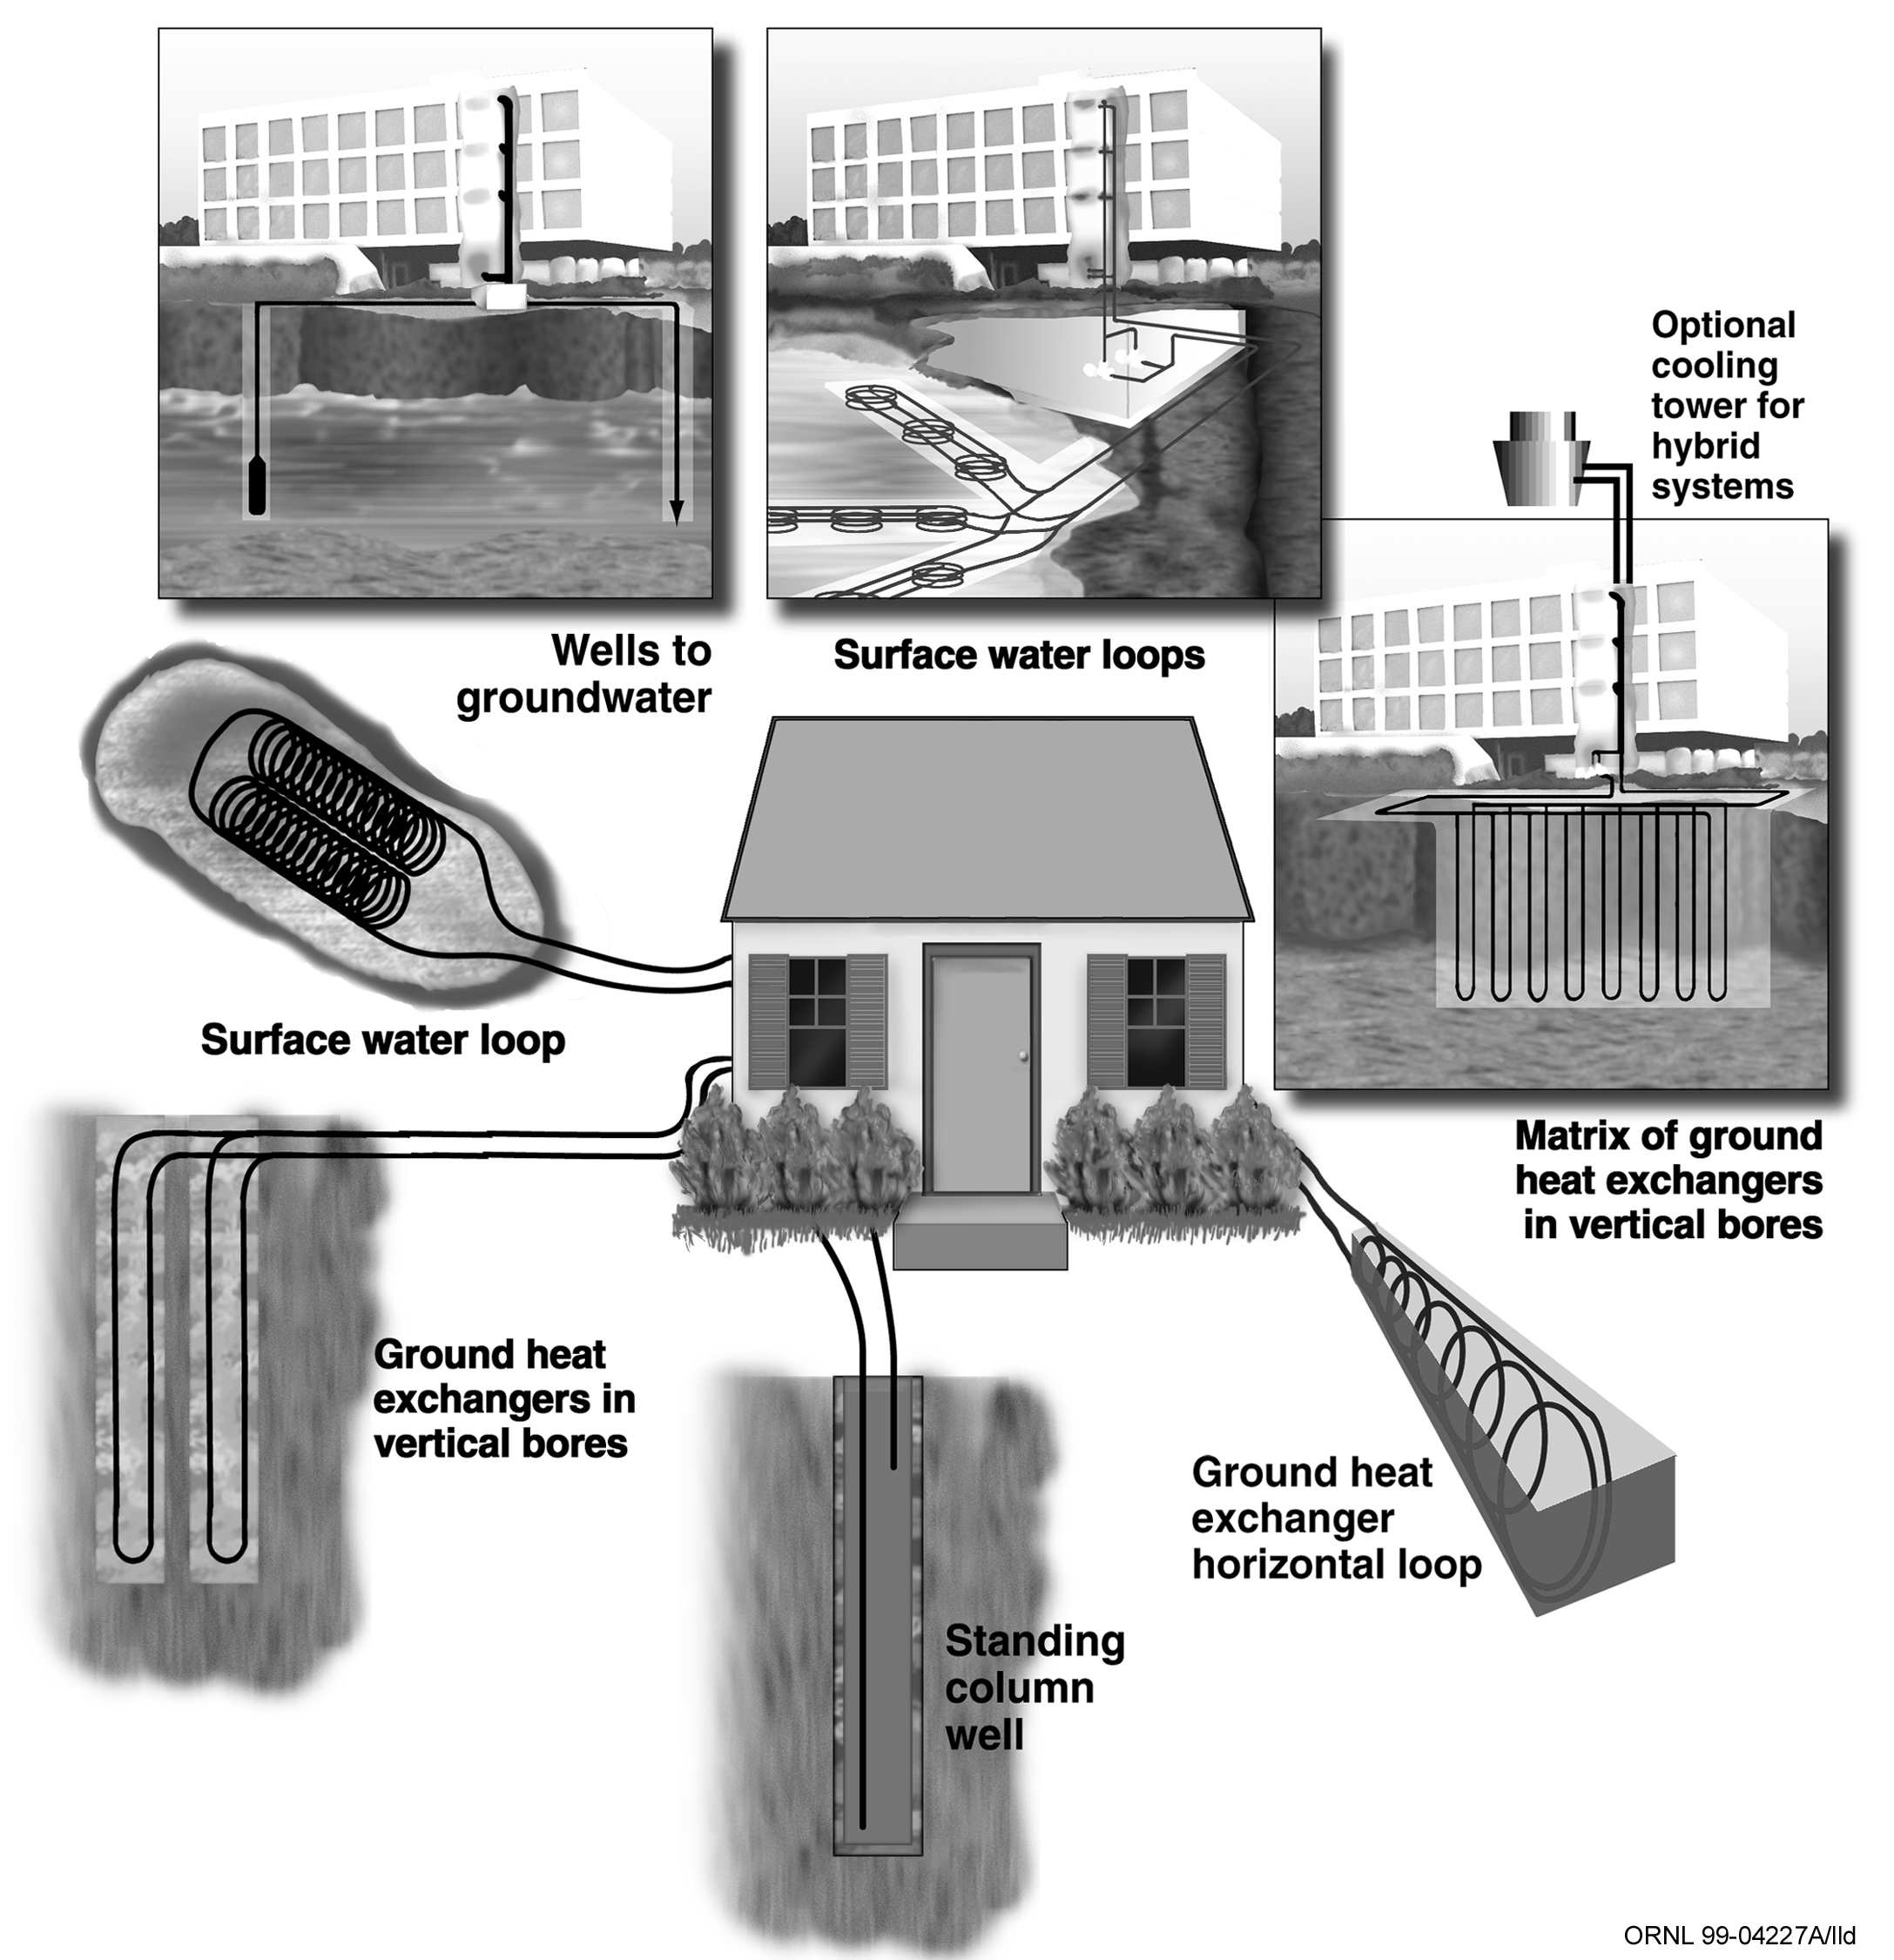 Optional
cooling
tower for
hybrid
systems
Wells to
groundwater
Surface water loops
Surface water loop
Matrix of ground
heat exchangers
in vertical bores
Ground heat
exchangers in
vertical bores
Ground heat
exchanger
horizontal loop
Standing
column
well
ORNL 99-04227A/lld